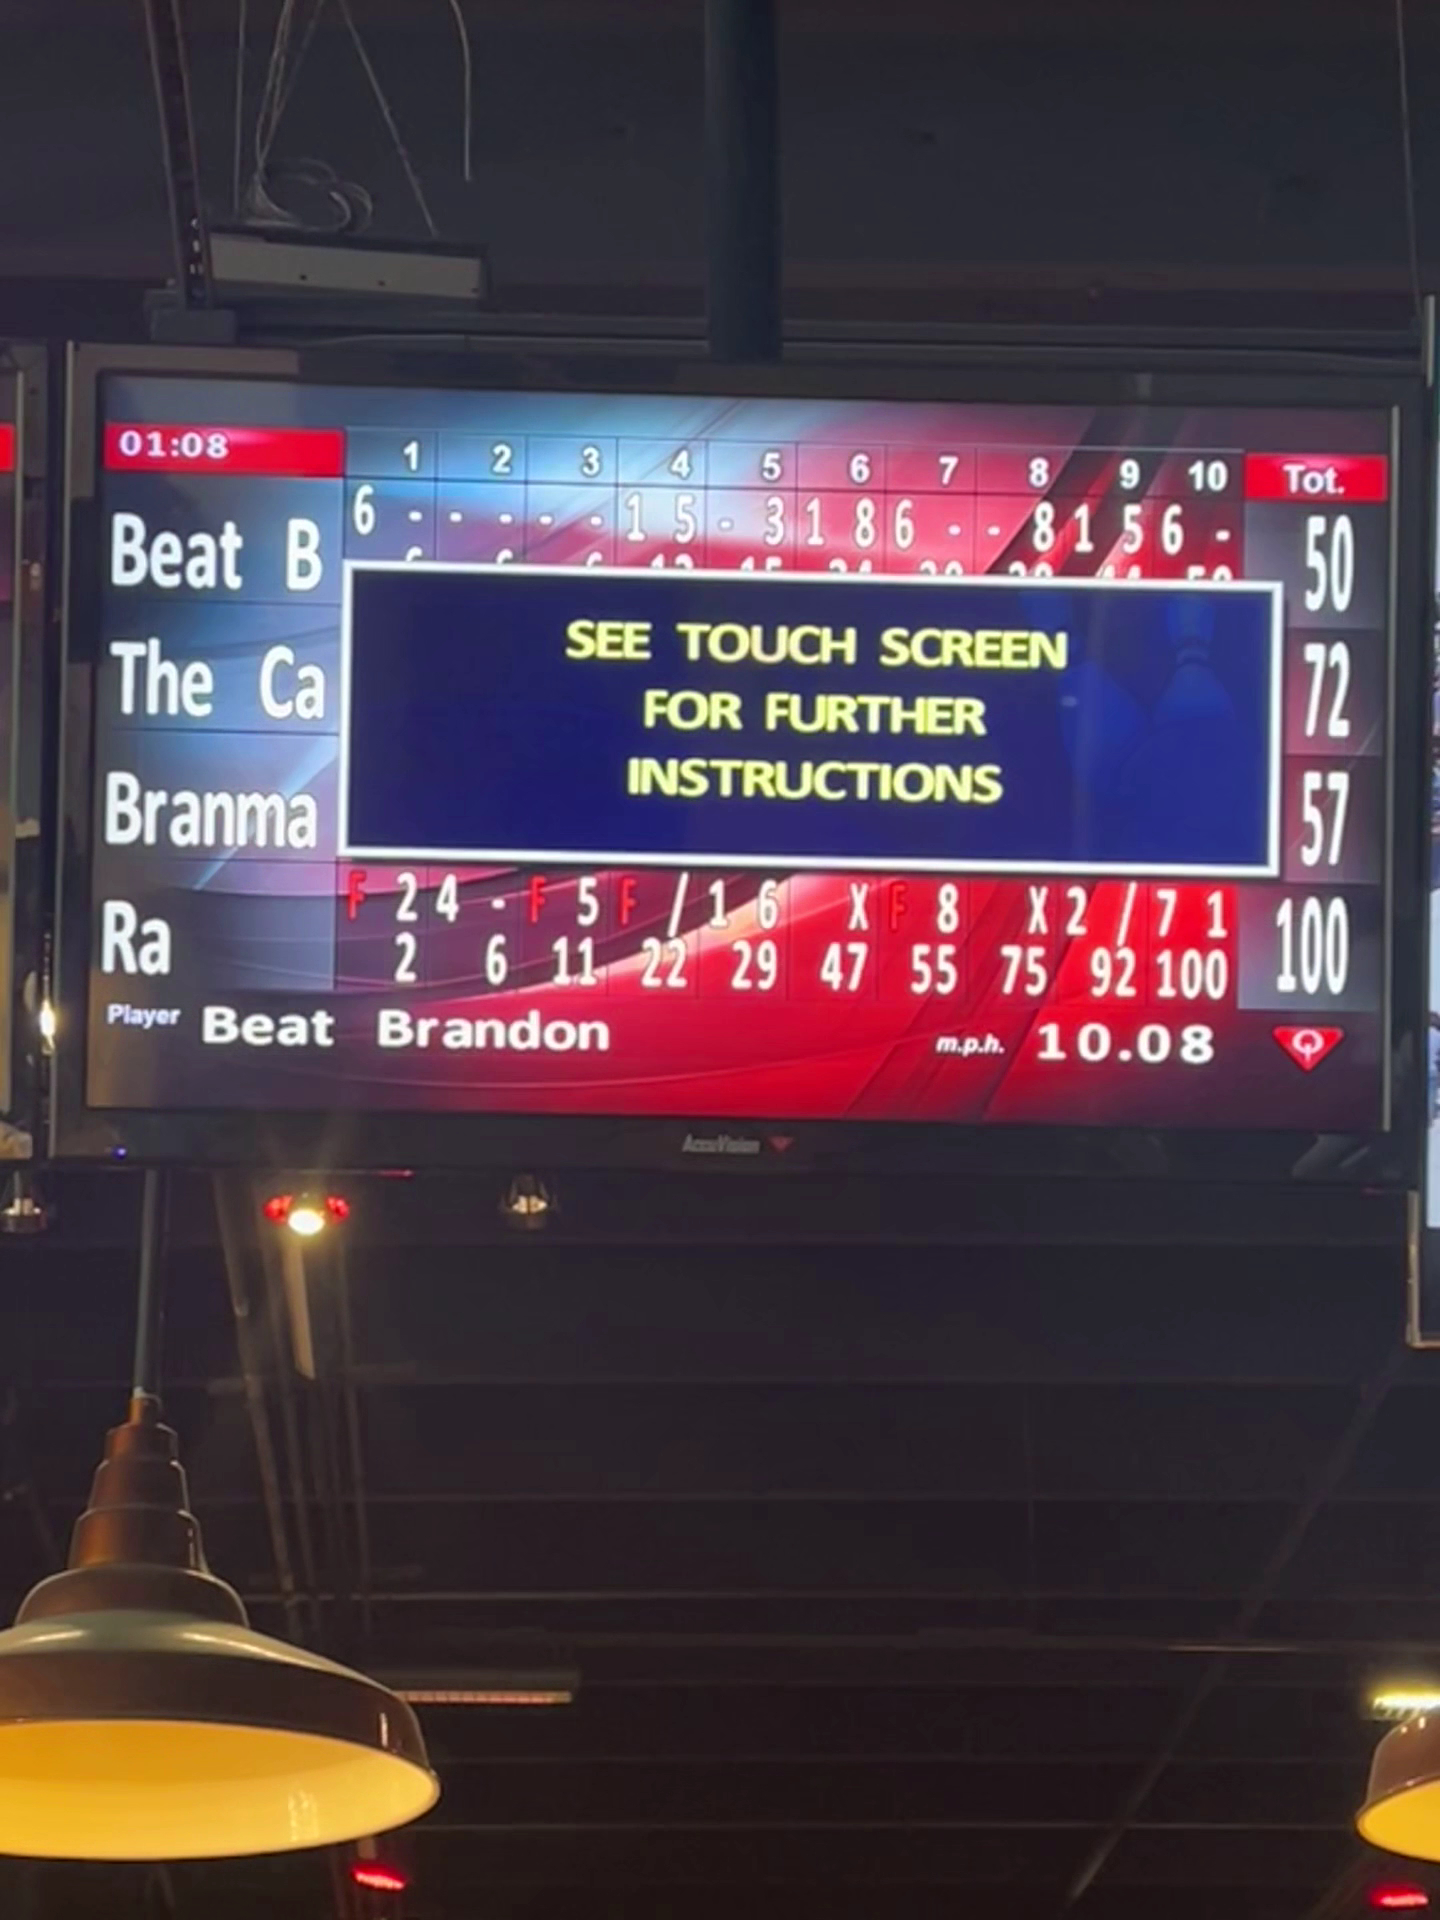 01:08 1 2 3 4 5 6 7 8 9 10 Tot.
Beat B 6 - - - - - 1 5 - 3 1 8 6 - - 8 1 5 6 - 50
The Ca 72
SEE TOUCH SCREEN
FOR FURTHER
INSTRUCTIONS
Branma 57
Ra F 2 4 - F 5 F / 1 6 X F 8 X 2 / 7 1 100
2 6 11 22 29 47 55 75 92 100
Player Beat Brandon m.p.h. 10.08
AccuVision